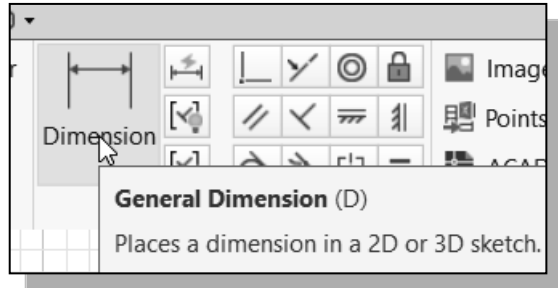 Image
Points
Dimension
General Dimension (D)
Places a dimension in a 2D or 3D sketch.